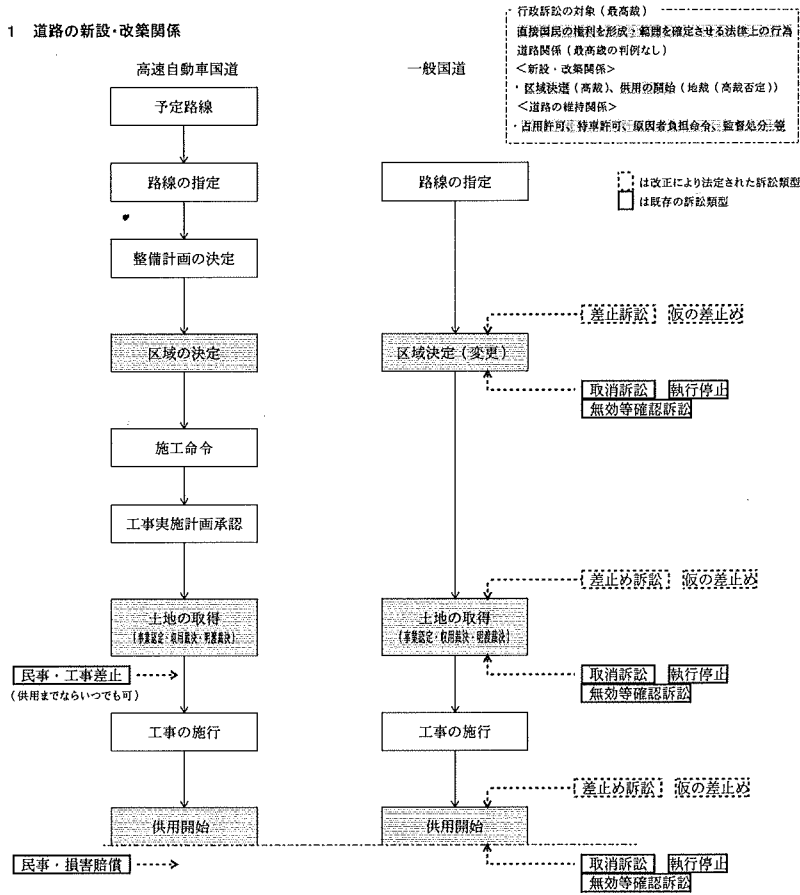 1 道路の新設・改築関係
行政訴訟の対象(最高裁)
直接国民の権利を形成・範囲を確定させる法律上の行為
道路関係(最高歳の判例なし)
<新設・改築関係>
・区域決定(高裁)、供用の開始(地裁(高裁否定))
<道路の維持関係>
・占用許可、特車許可、原因者負担命令、監督処分 等
は改正により法定された訴訟類型
は既存の訴訟類型
高速自動車国道
一般国道
予定路線
路線の指定
路線の指定
整備計画の決定
差止訴訟 仮の差止め
区域の決定
区域決定(変更)
取消訴訟 執行停止
無効等確認訴訟
施工命令
工事実施計画承認
差止め訴訟 仮の差止め
土地の取得
(事業認定・収用裁決・明渡裁決)
土地の取得
(事業認定・収用裁決・明渡裁決)
民事・工事差止
(供用までならいつでも可)
取消訴訟 執行停止
無効等確認訴訟
工事の施行
工事の施行
差止め訴訟 仮の差止め
供用開始
供用開始
民事・損害賠償
取消訴訟 執行停止
無効等確認訴訟